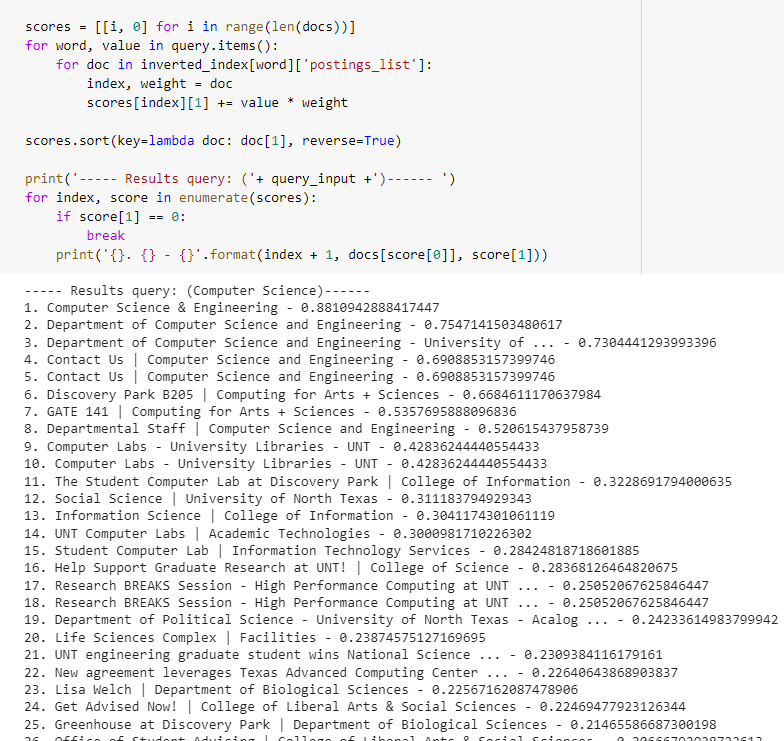 scores = [[i, 0] for i in range(len(docs))]
for word, value in query.items():
    for doc in inverted_index[word]['postings_list']:
        index, weight = doc
        scores[index][1] += value * weight

scores.sort(key=lambda doc: doc[1], reverse=True)

print('----- Results query: ('+ query_input +')------ ')
for index, score in enumerate(scores):
    if score[1] == 0:
        break
    print('{}. {} - {}'.format(index + 1, docs[score[0]], score[1]))
----- Results query: (Computer Science)------
1. Computer Science & Engineering - 0.8810942888417447
2. Department of Computer Science and Engineering - 0.7547141503480617
3. Department of Computer Science and Engineering - University of ... - 0.7304441293993396
4. Contact Us | Computer Science and Engineering - 0.6908853157399746
5. Contact Us | Computer Science and Engineering - 0.6908853157399746
6. Discovery Park B205 | Computing for Arts + Sciences - 0.6684611170637984
7. GATE 141 | Computing for Arts + Sciences - 0.5357695888096836
8. Departmental Staff | Computer Science and Engineering - 0.520615437958739
9. Computer Labs - University Libraries - UNT - 0.42836244440554433
10. Computer Labs - University Libraries - UNT - 0.42836244440554433
11. The Student Computer Lab at Discovery Park | College of Information - 0.3228691794000635
12. Social Science | University of North Texas - 0.311183794929343
13. Information Science | College of Information - 0.3041174301061119
14. UNT Computer Labs | Academic Technologies - 0.3000981710226302
15. Student Computer Lab | Information Technology Services - 0.28424818718601885
16. Help Support Graduate Research at UNT! | College of Science - 0.28368126464820675
17. Research BREAKS Session - High Performance Computing at UNT ... - 0.25052067625846447
18. Research BREAKS Session - High Performance Computing at UNT ... - 0.25052067625846447
19. Department of Political Science - University of North Texas - Acalog ... - 0.24233614983799942
20. Life Sciences Complex | Facilities - 0.23874575127169695
21. UNT engineering graduate student wins National Science ... - 0.2309384116179161
22. New agreement leverages Texas Advanced Computing Center ... - 0.22640643868903837
23. Lisa Welch | Department of Biological Sciences - 0.22567162087478906
24. Get Advised Now! | College of Liberal Arts & Social Sciences - 0.22469477923126344
25. Greenhouse at Discovery Park | Department of Biological Sciences - 0.21465586687300198
26. Office of Student Advising | College of Liberal Arts & Social Sciences -